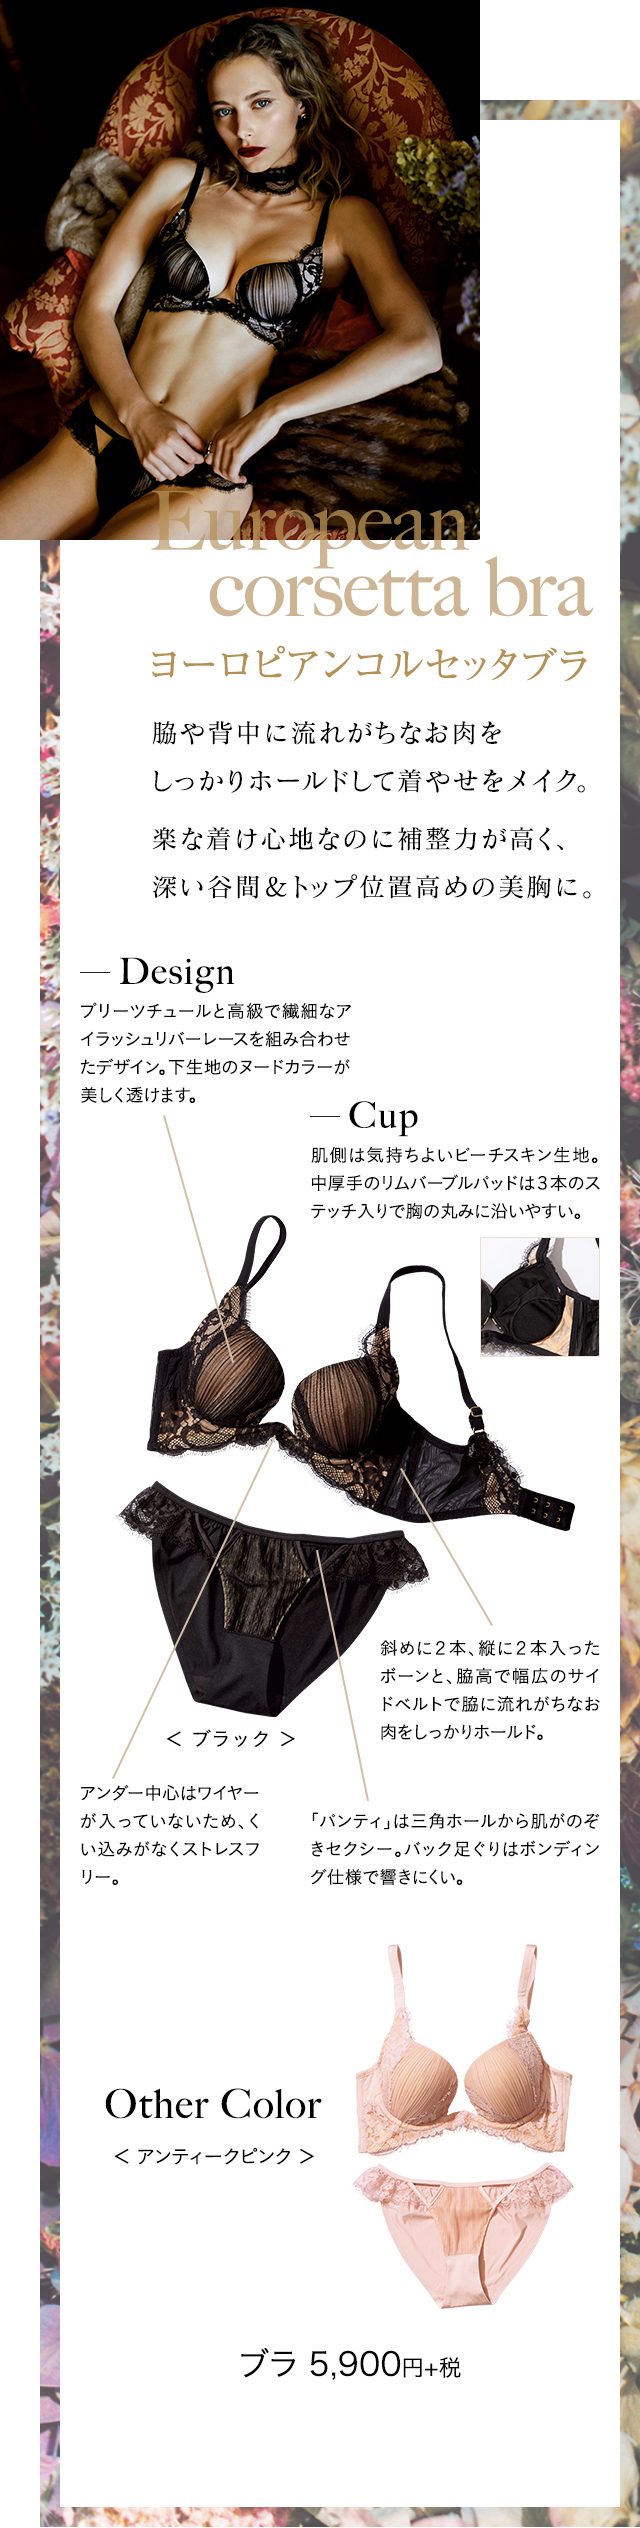 European
corsetta bra
ヨーロピアンコルセッタブラ
脇や背中に流れがちなお肉を
しっかりホールドして着やせをメイク。
楽な着け心地なのに補整力が高く、
深い谷間＆トップ位置高めの美胸に。
Design
プリーツチュールと高級で繊細なア
イラッシュリバーレースを組み合わせ
たデザイン。下生地のヌードカラーが
美しく透けます。
Cup
肌側は気持ちよいピーチスキン生地。
中厚手のリムバーブルパッドは3本のス
テッチ入りで胸の丸みに沿いやすい。
斜めに2本、縦に2本入った
ボーンと、脇高で幅広のサイ
ドベルトで脇に流れがちなお
肉をしっかりホールド。
＜ ブラック ＞
アンダー中心はワイヤー
が入っていないため、く
い込みがなくストレスフ
リー。
「パンティ」は三角ホールから肌がのぞ
きセクシー。バック足ぐりはボンディン
グ仕様で響きにくい。
Other Color
＜ アンティークピンク ＞
ブラ 5,900円+税